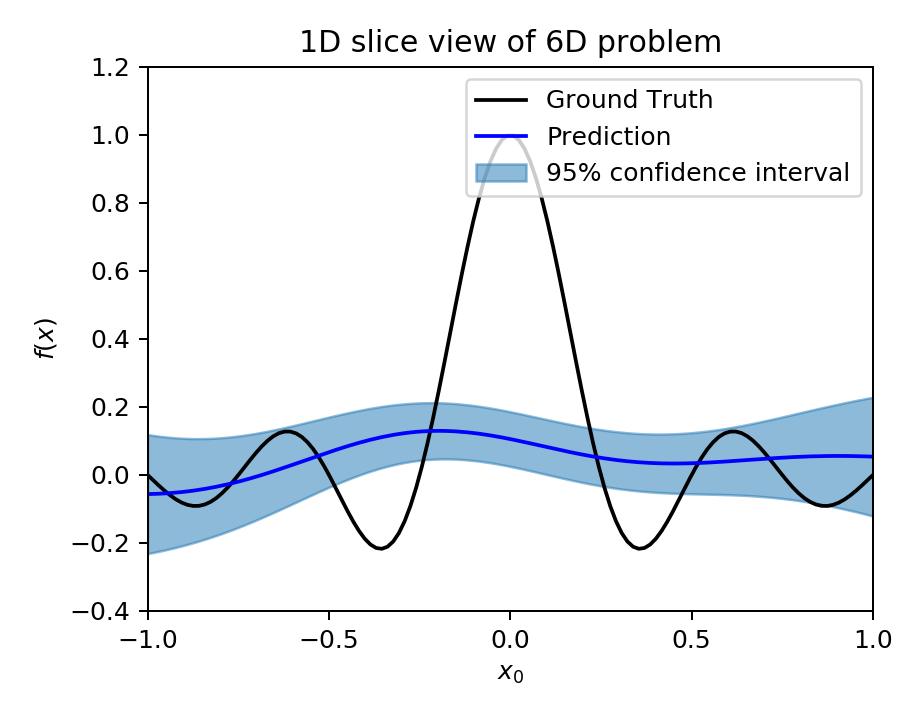 1D slice view of 6D problem
Ground Truth
Prediction
95% confidence interval
1.2
1.0
0.8
0.6
0.4
0.2
0.0
−0.2
−0.4
f(x)
−1.0 −0.5 0.0 0.5 1.0
x₀